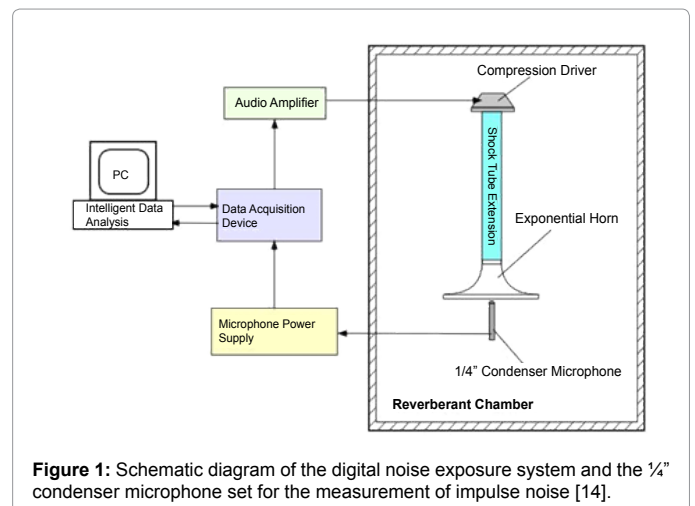 Compression Driver
Audio Amplifier
Shock Tube Extension
PC
Intelligent Data
Analysis
Data Acquisition
Device
Exponential Horn
Microphone Power
Supply
1/4” Condenser Microphone
Reverberant Chamber
Figure 1: Schematic diagram of the digital noise exposure system and the ¼”
condenser microphone set for the measurement of impulse noise [14].